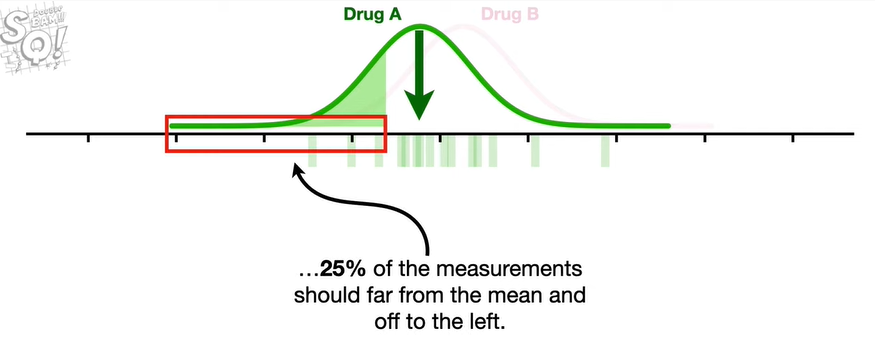 Drug A
Drug B
...25% of the measurements
should far from the mean and
off to the left.